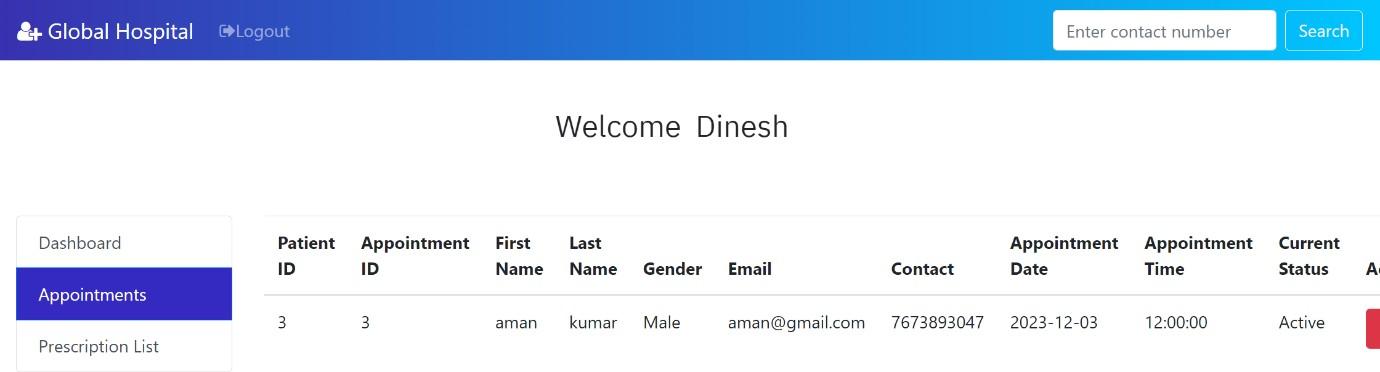 Global Hospital Logout Enter contact number Search
Welcome Dinesh
Dashboard
Appointments
Prescription List
Patient ID Appointment ID First Name Last Name Gender Email Contact Appointment Date Appointment Time Current Status
3 3 aman kumar Male aman@gmail.com 7673893047 2023-12-03 12:00:00 Active